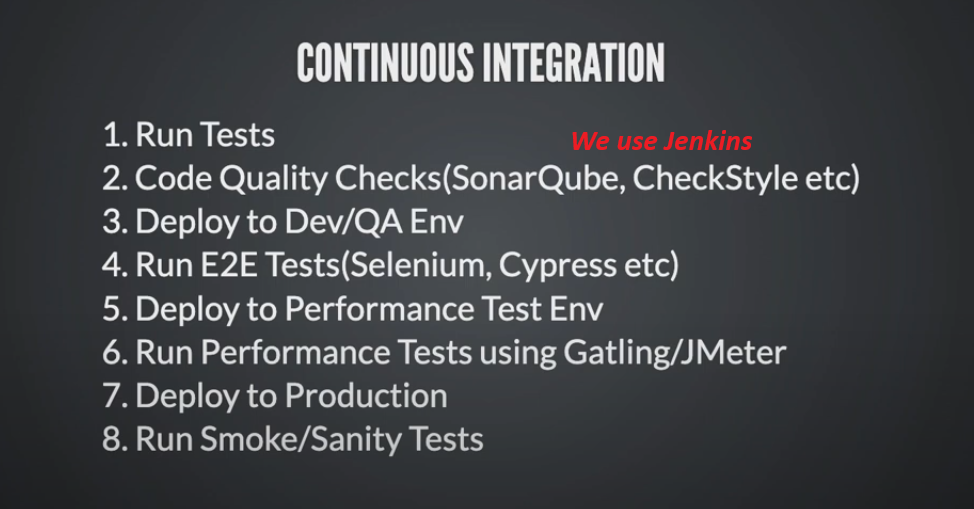 CONTINUOUS INTEGRATION
1. Run Tests
We use Jenkins
2. Code Quality Checks(SonarQube, CheckStyle etc)
3. Deploy to Dev/QA Env
4. Run E2E Tests(Selenium, Cypress etc)
5. Deploy to Performance Test Env
6. Run Performance Tests using Gatling/JMeter
7. Deploy to Production
8. Run Smoke/Sanity Tests